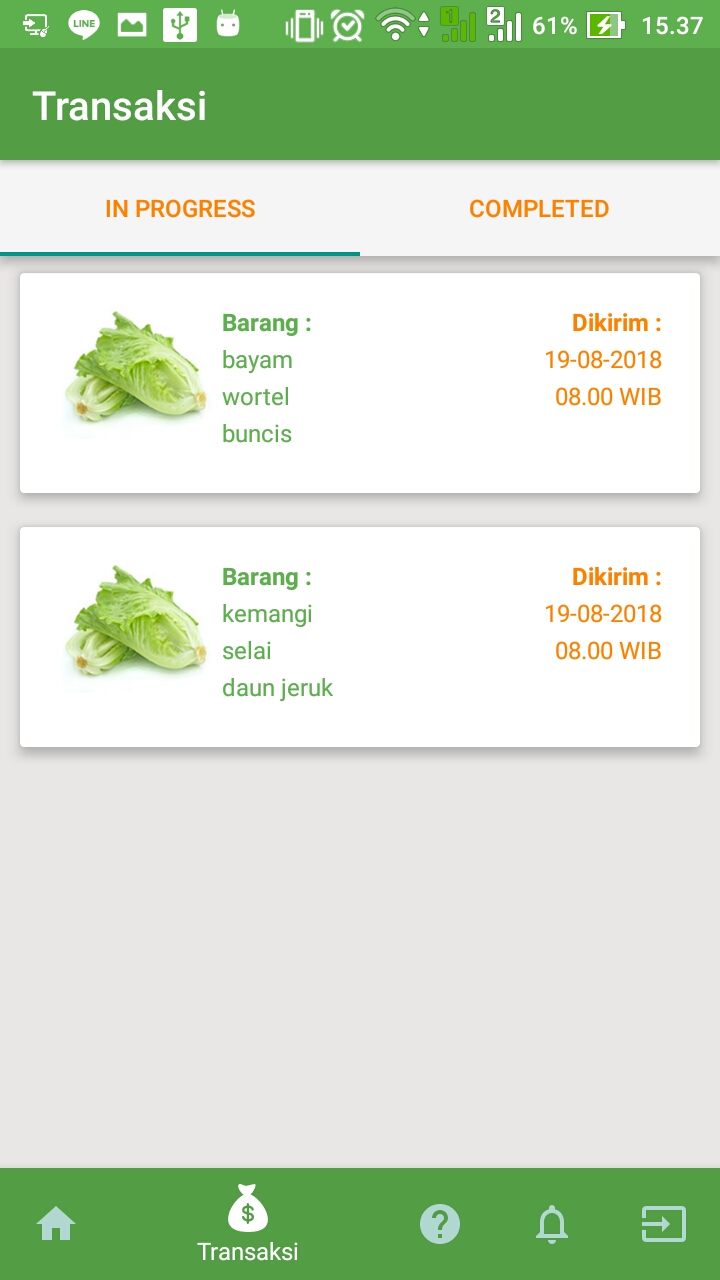 LINE
1
2
61%
15.37
Transaksi
IN PROGRESS
COMPLETED
Barang :
bayam
wortel
buncis
Dikirim :
19-08-2018
08.00 WIB
Barang :
kemangi
selai
daun jeruk
Dikirim :
19-08-2018
08.00 WIB
$
Transaksi
?